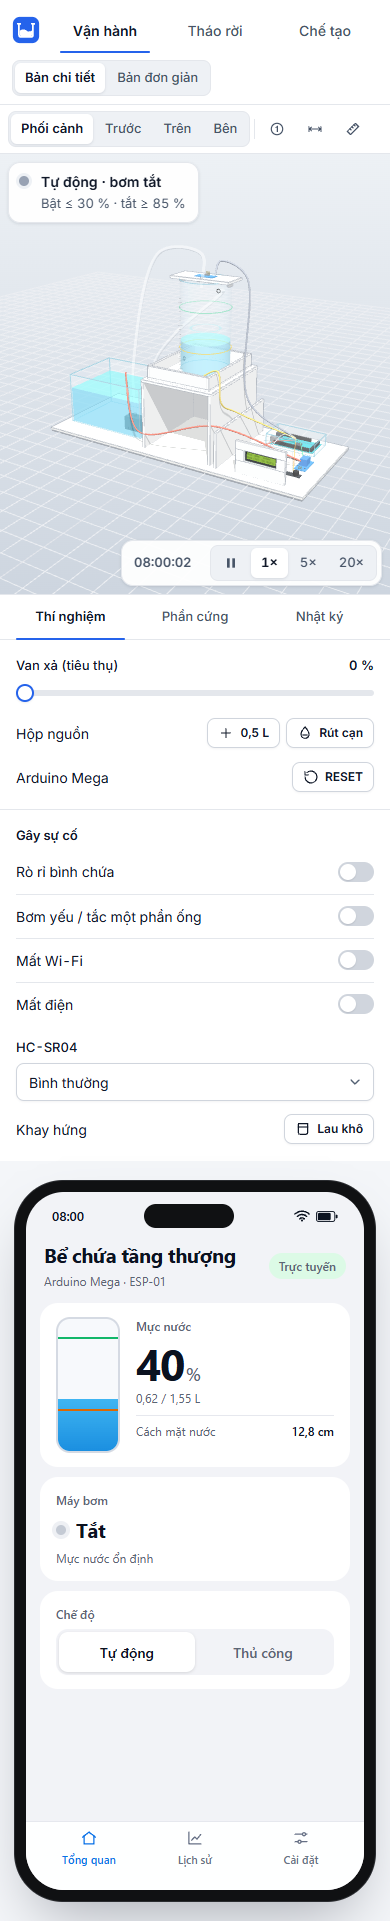 Vận hành
Tháo rời
Chế tạo
Bản chi tiết
Bản đơn giản
Phối cảnh
Trước
Trên
Bên
Tự động · bơm tắt
Bật ≤ 30 % · tắt ≥ 85 %
08:00:02
1×
5×
20×
Thí nghiệm
Phần cứng
Nhật ký
Van xả (tiêu thụ)
0 %
Hộp nguồn
0,5 L
Rút cạn
Arduino Mega
RESET
Gây sự cố
Rò rỉ bình chứa
Bơm yếu / tắc một phần ống
Mất Wi-Fi
Mất điện
HC-SR04
Bình thường
Khay hứng
Lau khô
08:00
Bể chứa tầng thượng
Arduino Mega · ESP-01
Trực tuyến
Mực nước
40%
0,62 / 1,55 L
Cách mặt nước
12,8 cm
Máy bơm
Tắt
Mực nước ổn định
Chế độ
Tự động
Thủ công
Tổng quan
Lịch sử
Cài đặt